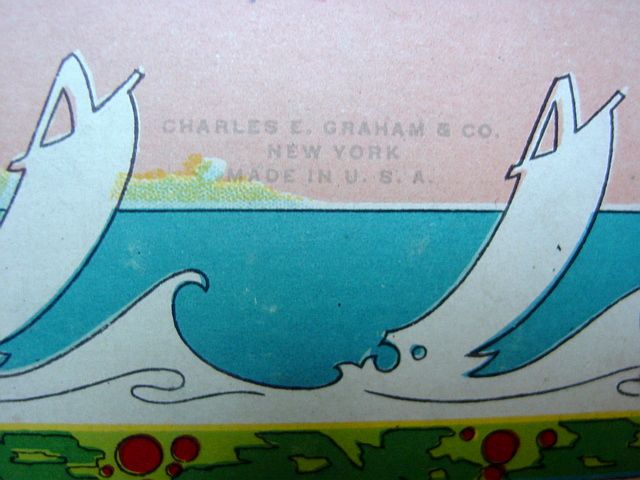 CHARLES E. GRAHAM & CO.
NEW YORK
MADE IN U. S. A.